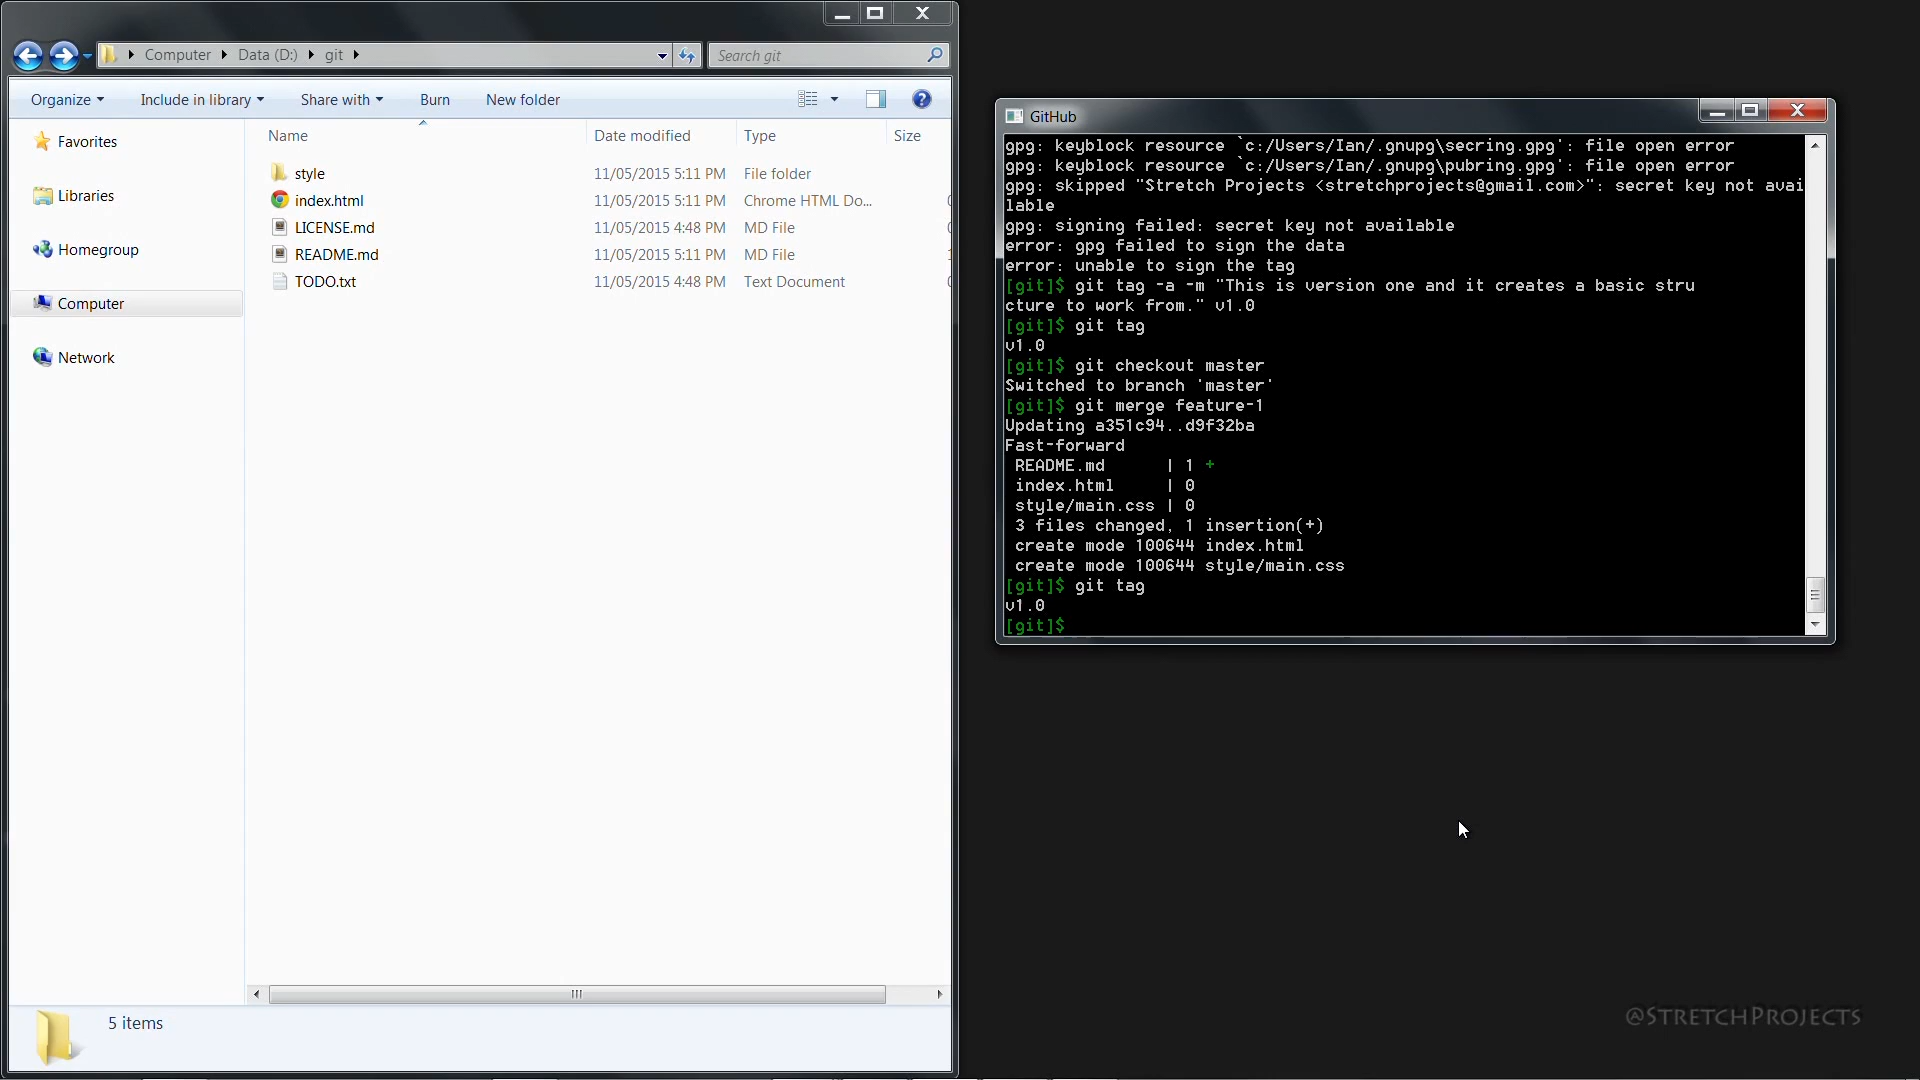 Computer Data (D:) git
Search git
Organize Include in library Share with Burn New folder
Name Date modified Type Size
Favorites
Libraries
Homegroup
Computer
Network
style 11/05/2015 5:11 PM File folder
index.html 11/05/2015 5:11 PM Chrome HTML Do...
LICENSE.md 11/05/2015 4:48 PM MD File
README.md 11/05/2015 5:11 PM MD File
TODO.txt 11/05/2015 4:48 PM Text Document
5 items
GitHub
gpg: keyblock resource `c:/Users/Ian/.gnupg\secring.gpg': file open error
gpg: keyblock resource `c:/Users/Ian/.gnupg\pubring.gpg': file open error
gpg: skipped "Stretch Projects <stretchprojects@gmail.com>": secret key not avai
lable
gpg: signing failed: secret key not available
error: gpg failed to sign the data
error: unable to sign the tag
[git]$ git tag -a -m "This is version one and it creates a basic stru
cture to work from." v1.0
[git]$ git tag
v1.0
[git]$ git checkout master
Switched to branch 'master'
[git]$ git merge feature-1
Updating a351c94..d9f32ba
Fast-forward
README.md | 1 +
index.html | 0
style/main.css | 0
3 files changed, 1 insertion(+)
create mode 100644 index.html
create mode 100644 style/main.css
[git]$ git tag
v1.0
[git]$
@StretchProjects